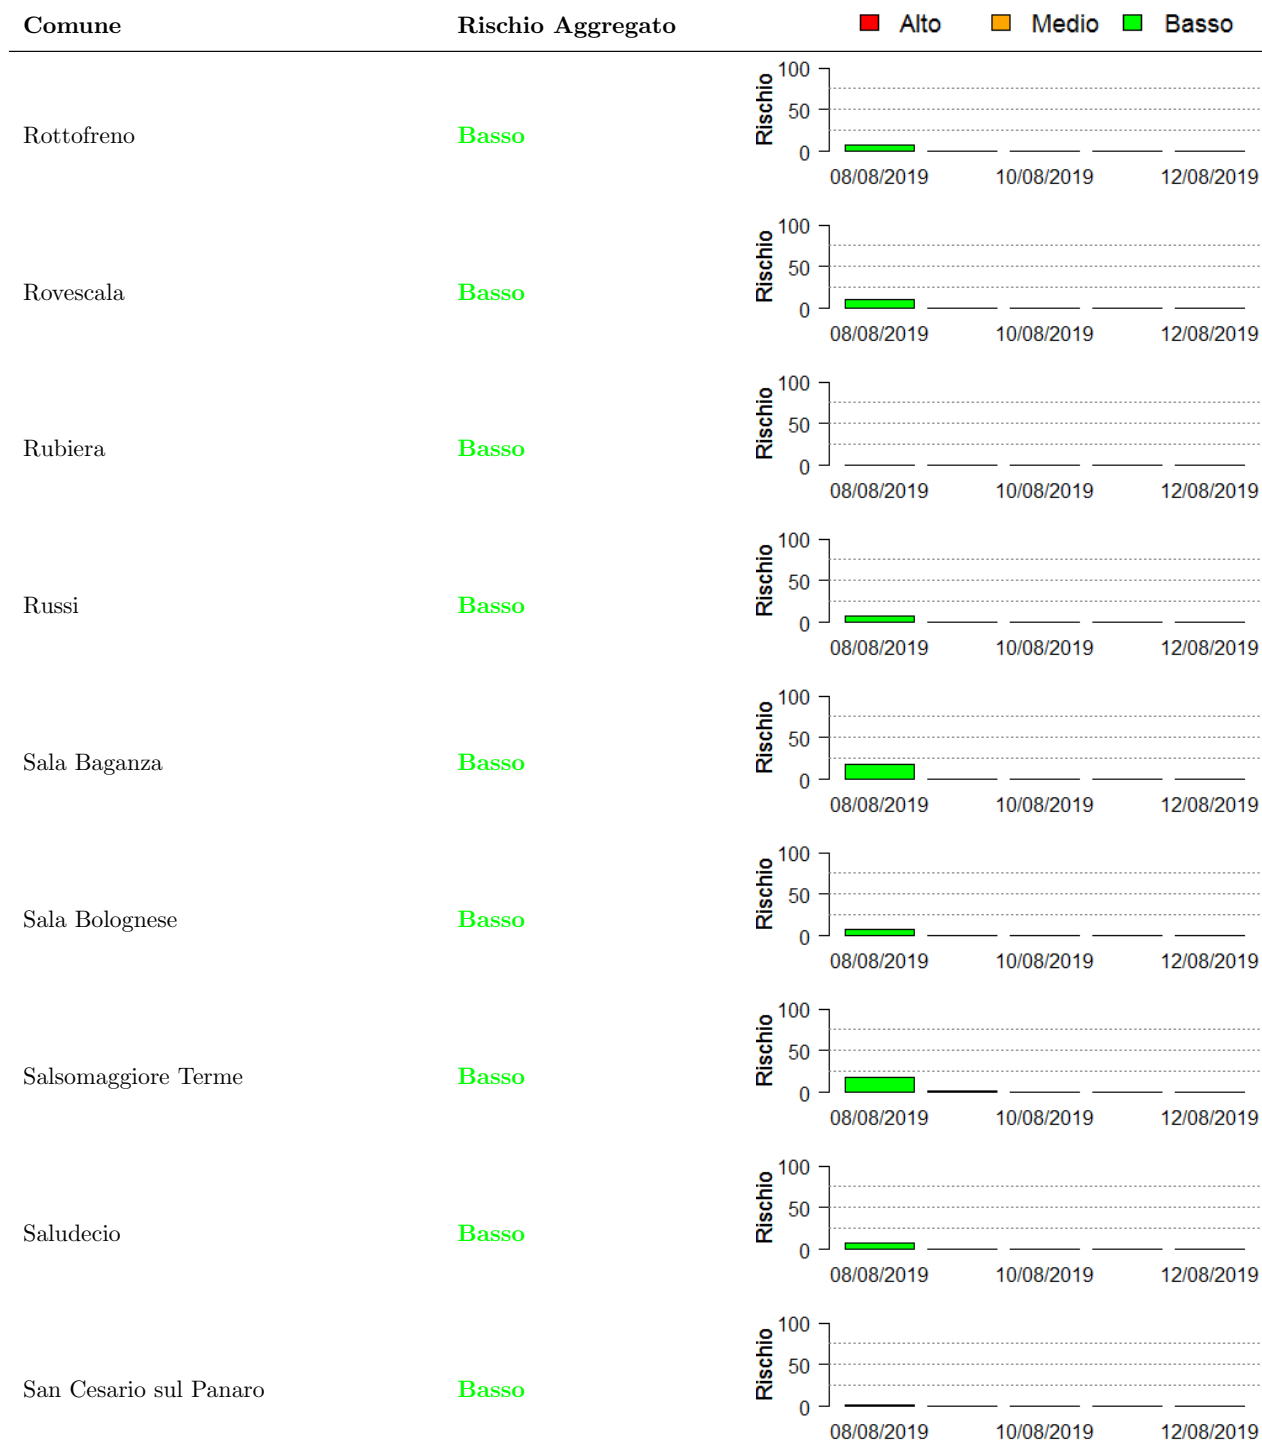 Comune Rischio Aggregato Alto Medio Basso
100
50
0
Rischio
Rottofreno Basso
08/08/2019 10/08/2019 12/08/2019
100
50
0
Rischio
Rovescala Basso
08/08/2019 10/08/2019 12/08/2019
100
50
0
Rischio
Rubiera Basso
08/08/2019 10/08/2019 12/08/2019
100
50
0
Rischio
Russi Basso
08/08/2019 10/08/2019 12/08/2019
100
50
0
Rischio
Sala Baganza Basso
08/08/2019 10/08/2019 12/08/2019
100
50
0
Rischio
Sala Bolognese Basso
08/08/2019 10/08/2019 12/08/2019
100
50
0
Rischio
Salsomaggiore Terme Basso
08/08/2019 10/08/2019 12/08/2019
100
50
0
Rischio
Saludecio Basso
08/08/2019 10/08/2019 12/08/2019
100
50
0
Rischio
San Cesario sul Panaro Basso
08/08/2019 10/08/2019 12/08/2019